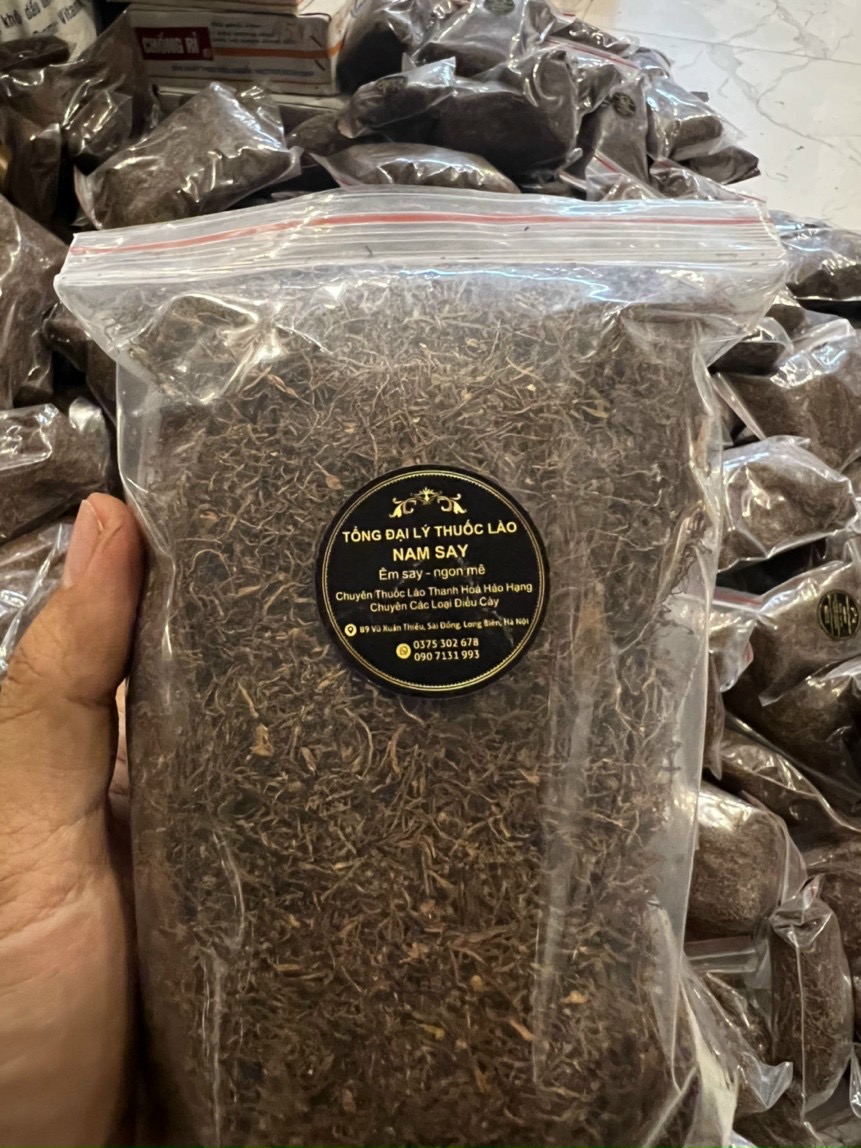 CHỐNG RỈ
TỔNG ĐẠI LÝ THUỐC LÀO
NAM SAY
Êm say - ngon mê
Chuyên Thuốc Lào Thanh Hoá Hảo Hạng
Chuyên Các Loại Điếu Cày
89 Vũ Xuân Thiều, Sài Đồng, Long Biên, Hà Nội
0375 302 678
090 7131 993